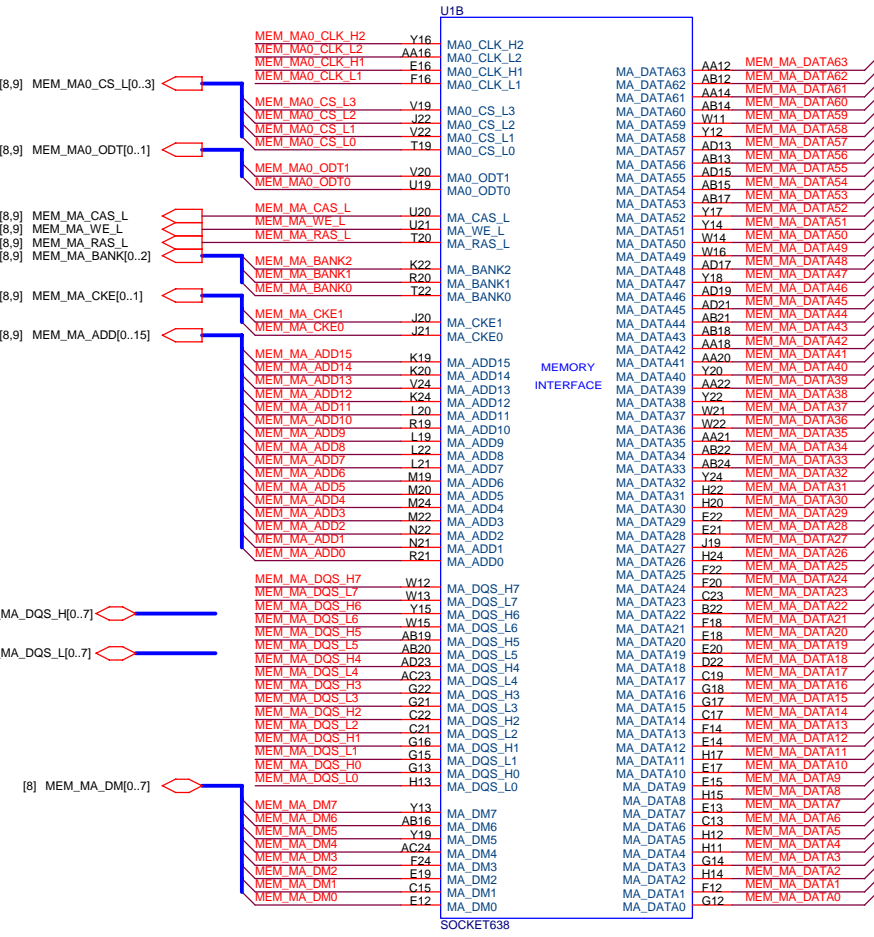 U1B
MEM_MA0_CLK_H2 Y16 MA0_CLK_H2
MEM_MA0_CLK_L2 AA16 MA0_CLK_L2
MEM_MA0_CLK_H1 E16 MA0_CLK_H1
MEM_MA0_CLK_L1 F16 MA0_CLK_L1
[8,9] MEM_MA0_CS_L[0..3]
MEM_MA0_CS_L3 V19 MA0_CS_L3
MEM_MA0_CS_L2 J22 MA0_CS_L2
MEM_MA0_CS_L1 V22 MA0_CS_L1
MEM_MA0_CS_L0 T19 MA0_CS_L0
[8,9] MEM_MA0_ODT[0..1]
MEM_MA0_ODT1 V20 MA0_ODT1
MEM_MA0_ODT0 U19 MA0_ODT0
[8,9] MEM_MA_CAS_L MEM_MA_CAS_L U20 MA_CAS_L
[8,9] MEM_MA_WE_L MEM_MA_WE_L U21 MA_WE_L
[8,9] MEM_MA_RAS_L MEM_MA_RAS_L T20 MA_RAS_L
[8,9] MEM_MA_BANK[0..2]
MEM_MA_BANK2 K22 MA_BANK2
MEM_MA_BANK1 R20 MA_BANK1
MEM_MA_BANK0 T22 MA_BANK0
[8,9] MEM_MA_CKE[0..1]
MEM_MA_CKE1 J20 MA_CKE1
MEM_MA_CKE0 J21 MA_CKE0
[8,9] MEM_MA_ADD[0..15]
MEM_MA_ADD15 K19 MA_ADD15
MEM_MA_ADD14 K20 MA_ADD14
MEM_MA_ADD13 V24 MA_ADD13
MEM_MA_ADD12 K24 MA_ADD12
MEM_MA_ADD11 L20 MA_ADD11
MEM_MA_ADD10 R19 MA_ADD10
MEM_MA_ADD9 L19 MA_ADD9
MEM_MA_ADD8 L22 MA_ADD8
MEM_MA_ADD7 L21 MA_ADD7
MEM_MA_ADD6 M19 MA_ADD6
MEM_MA_ADD5 M20 MA_ADD5
MEM_MA_ADD4 M24 MA_ADD4
MEM_MA_ADD3 M22 MA_ADD3
MEM_MA_ADD2 N22 MA_ADD2
MEM_MA_ADD1 N21 MA_ADD1
MEM_MA_ADD0 R21 MA_ADD0
MA_DQS_H[0..7]
MA_DQS_L[0..7]
MEM_MA_DQS_H7 W12 MA_DQS_H7
MEM_MA_DQS_L7 W13 MA_DQS_L7
MEM_MA_DQS_H6 Y15 MA_DQS_H6
MEM_MA_DQS_L6 W15 MA_DQS_L6
MEM_MA_DQS_H5 AB19 MA_DQS_H5
MEM_MA_DQS_L5 AB20 MA_DQS_L5
MEM_MA_DQS_H4 AD23 MA_DQS_H4
MEM_MA_DQS_L4 AC23 MA_DQS_L4
MEM_MA_DQS_H3 G22 MA_DQS_H3
MEM_MA_DQS_L3 G21 MA_DQS_L3
MEM_MA_DQS_H2 C22 MA_DQS_H2
MEM_MA_DQS_L2 C21 MA_DQS_L2
MEM_MA_DQS_H1 G16 MA_DQS_H1
MEM_MA_DQS_L1 G15 MA_DQS_L1
MEM_MA_DQS_H0 G13 MA_DQS_H0
MEM_MA_DQS_L0 H13 MA_DQS_L0
[8] MEM_MA_DM[0..7]
MEM_MA_DM7 Y13 MA_DM7
MEM_MA_DM6 AB16 MA_DM6
MEM_MA_DM5 Y19 MA_DM5
MEM_MA_DM4 AC24 MA_DM4
MEM_MA_DM3 F24 MA_DM3
MEM_MA_DM2 E19 MA_DM2
MEM_MA_DM1 C15 MA_DM1
MEM_MA_DM0 E12 MA_DM0
MEMORY
INTERFACE
MA_DATA63 AA12 MEM_MA_DATA63
MA_DATA62 AB12 MEM_MA_DATA62
MA_DATA61 AA14 MEM_MA_DATA61
MA_DATA60 AB14 MEM_MA_DATA60
MA_DATA59 W11 MEM_MA_DATA59
MA_DATA58 Y12 MEM_MA_DATA58
MA_DATA57 AD13 MEM_MA_DATA57
MA_DATA56 AB13 MEM_MA_DATA56
MA_DATA55 AD15 MEM_MA_DATA55
MA_DATA54 AB15 MEM_MA_DATA54
MA_DATA53 AB17 MEM_MA_DATA53
MA_DATA52 Y17 MEM_MA_DATA52
MA_DATA51 Y14 MEM_MA_DATA51
MA_DATA50 W14 MEM_MA_DATA50
MA_DATA49 W16 MEM_MA_DATA49
MA_DATA48 AD17 MEM_MA_DATA48
MA_DATA47 Y18 MEM_MA_DATA47
MA_DATA46 AD19 MEM_MA_DATA46
MA_DATA45 AD21 MEM_MA_DATA45
MA_DATA44 AB21 MEM_MA_DATA44
MA_DATA43 AB18 MEM_MA_DATA43
MA_DATA42 AA18 MEM_MA_DATA42
MA_DATA41 AA20 MEM_MA_DATA41
MA_DATA40 Y20 MEM_MA_DATA40
MA_DATA39 AA22 MEM_MA_DATA39
MA_DATA38 Y22 MEM_MA_DATA38
MA_DATA37 W21 MEM_MA_DATA37
MA_DATA36 W22 MEM_MA_DATA36
MA_DATA35 AA21 MEM_MA_DATA35
MA_DATA34 AB22 MEM_MA_DATA34
MA_DATA33 AB24 MEM_MA_DATA33
MA_DATA32 Y24 MEM_MA_DATA32
MA_DATA31 H22 MEM_MA_DATA31
MA_DATA30 H20 MEM_MA_DATA30
MA_DATA29 E22 MEM_MA_DATA29
MA_DATA28 E21 MEM_MA_DATA28
MA_DATA27 J19 MEM_MA_DATA27
MA_DATA26 H24 MEM_MA_DATA26
MA_DATA25 F22 MEM_MA_DATA25
MA_DATA24 F20 MEM_MA_DATA24
MA_DATA23 C23 MEM_MA_DATA23
MA_DATA22 B22 MEM_MA_DATA22
MA_DATA21 F18 MEM_MA_DATA21
MA_DATA20 E18 MEM_MA_DATA20
MA_DATA19 E20 MEM_MA_DATA19
MA_DATA18 D22 MEM_MA_DATA18
MA_DATA17 C19 MEM_MA_DATA17
MA_DATA16 G18 MEM_MA_DATA16
MA_DATA15 G17 MEM_MA_DATA15
MA_DATA14 C17 MEM_MA_DATA14
MA_DATA13 F14 MEM_MA_DATA13
MA_DATA12 E14 MEM_MA_DATA12
MA_DATA11 H17 MEM_MA_DATA11
MA_DATA10 E17 MEM_MA_DATA10
MA_DATA9 E15 MEM_MA_DATA9
MA_DATA8 H15 MEM_MA_DATA8
MA_DATA7 E13 MEM_MA_DATA7
MA_DATA6 C13 MEM_MA_DATA6
MA_DATA5 H12 MEM_MA_DATA5
MA_DATA4 H11 MEM_MA_DATA4
MA_DATA3 G14 MEM_MA_DATA3
MA_DATA2 H14 MEM_MA_DATA2
MA_DATA1 F12 MEM_MA_DATA1
MA_DATA0 G12 MEM_MA_DATA0
SOCKET638